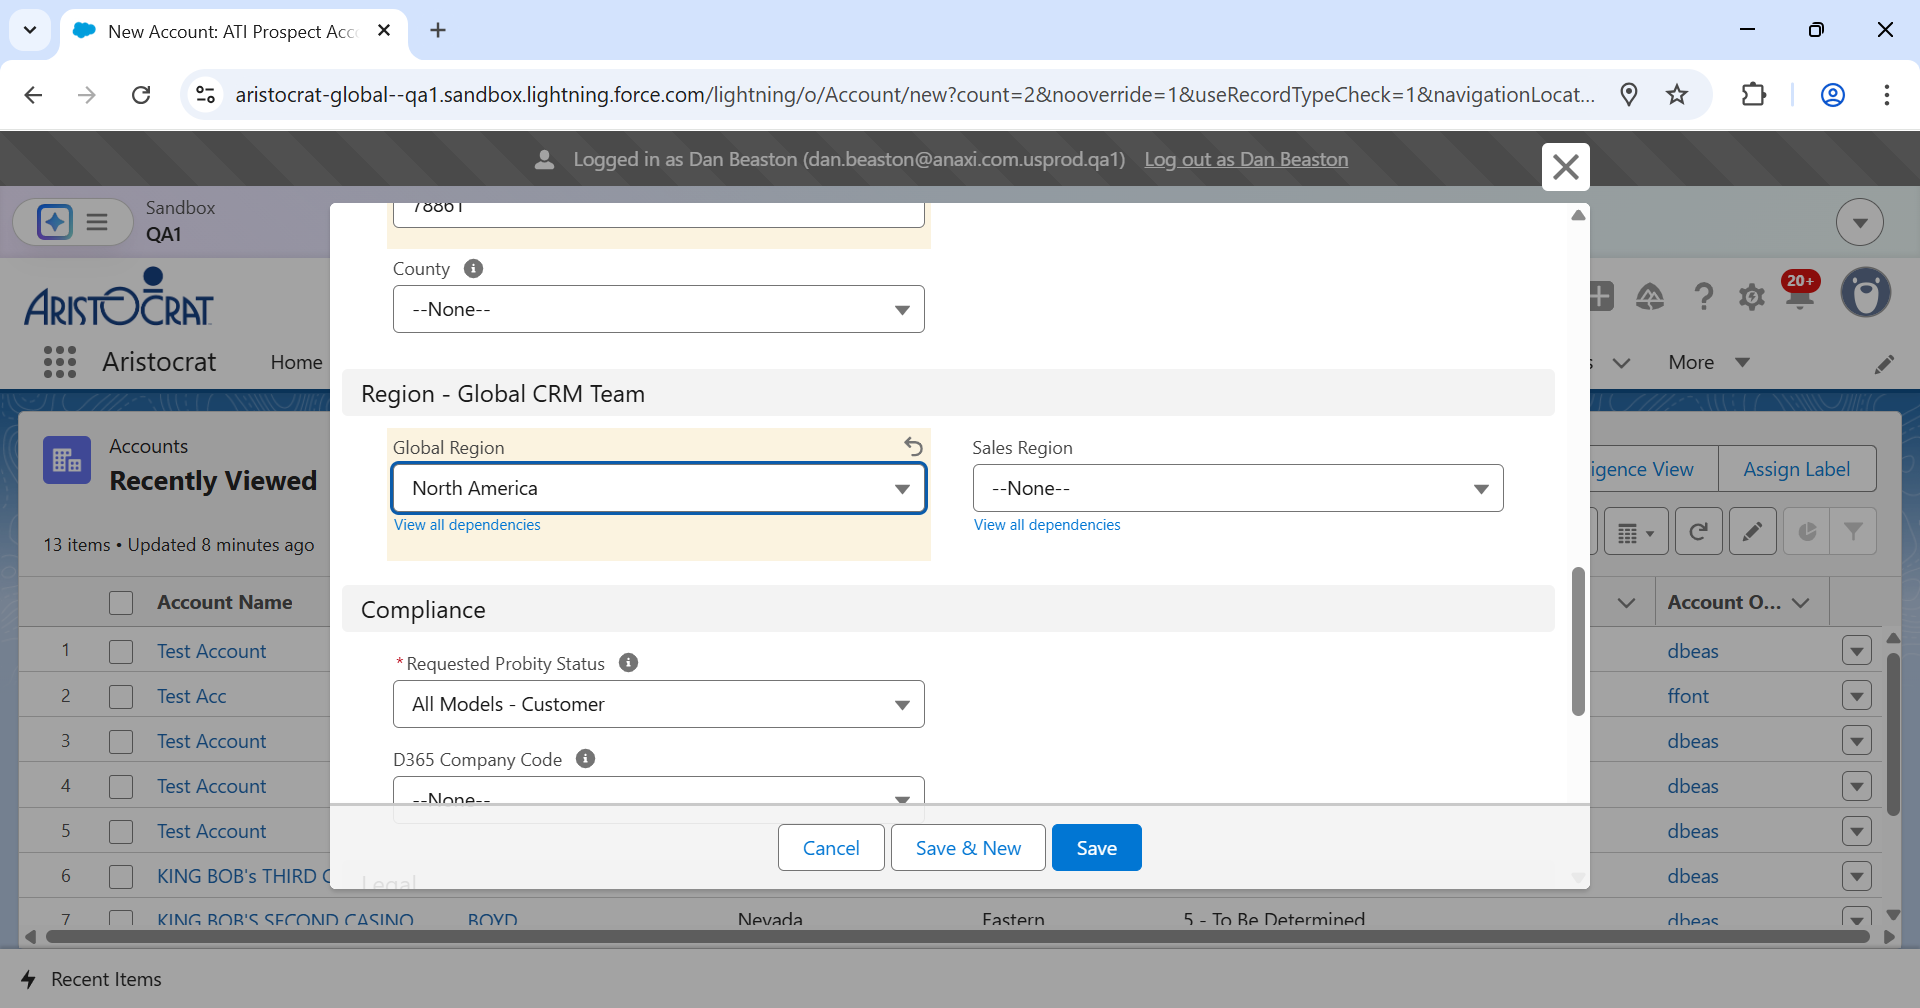 New Account: ATI Prospect Acc
aristocrat-global--qa1.sandbox.lightning.force.com/lightning/o/Account/new?count=2&nooverride=1&useRecordTypeCheck=1&navigationLocat...
Logged in as Dan Beaston (dan.beaston@anaxi.com.usprod.qa1) Log out as Dan Beaston
Sandbox
QA1
78861
County
--None--
ARISTOCRAT
20+
Aristocrat Home
More
Region - Global CRM Team
Accounts
Recently Viewed
Global Region
North America
View all dependencies
Sales Region
--None--
View all dependencies
igence View
Assign Label
13 items • Updated 8 minutes ago
Compliance
Account Name
Account O...
*Requested Probity Status
All Models - Customer
D365 Company Code
--None--
1 Test Account dbeas
2 Test Acc ffont
3 Test Account dbeas
4 Test Account dbeas
5 Test Account dbeas
Cancel
Save & New
Save
6 KING BOB's THIRD C dbeas
Legal
7 KING BOB'S SECOND CASINO BOYD Nevada Eastern 5 - To Be Determined dbeas
Recent Items